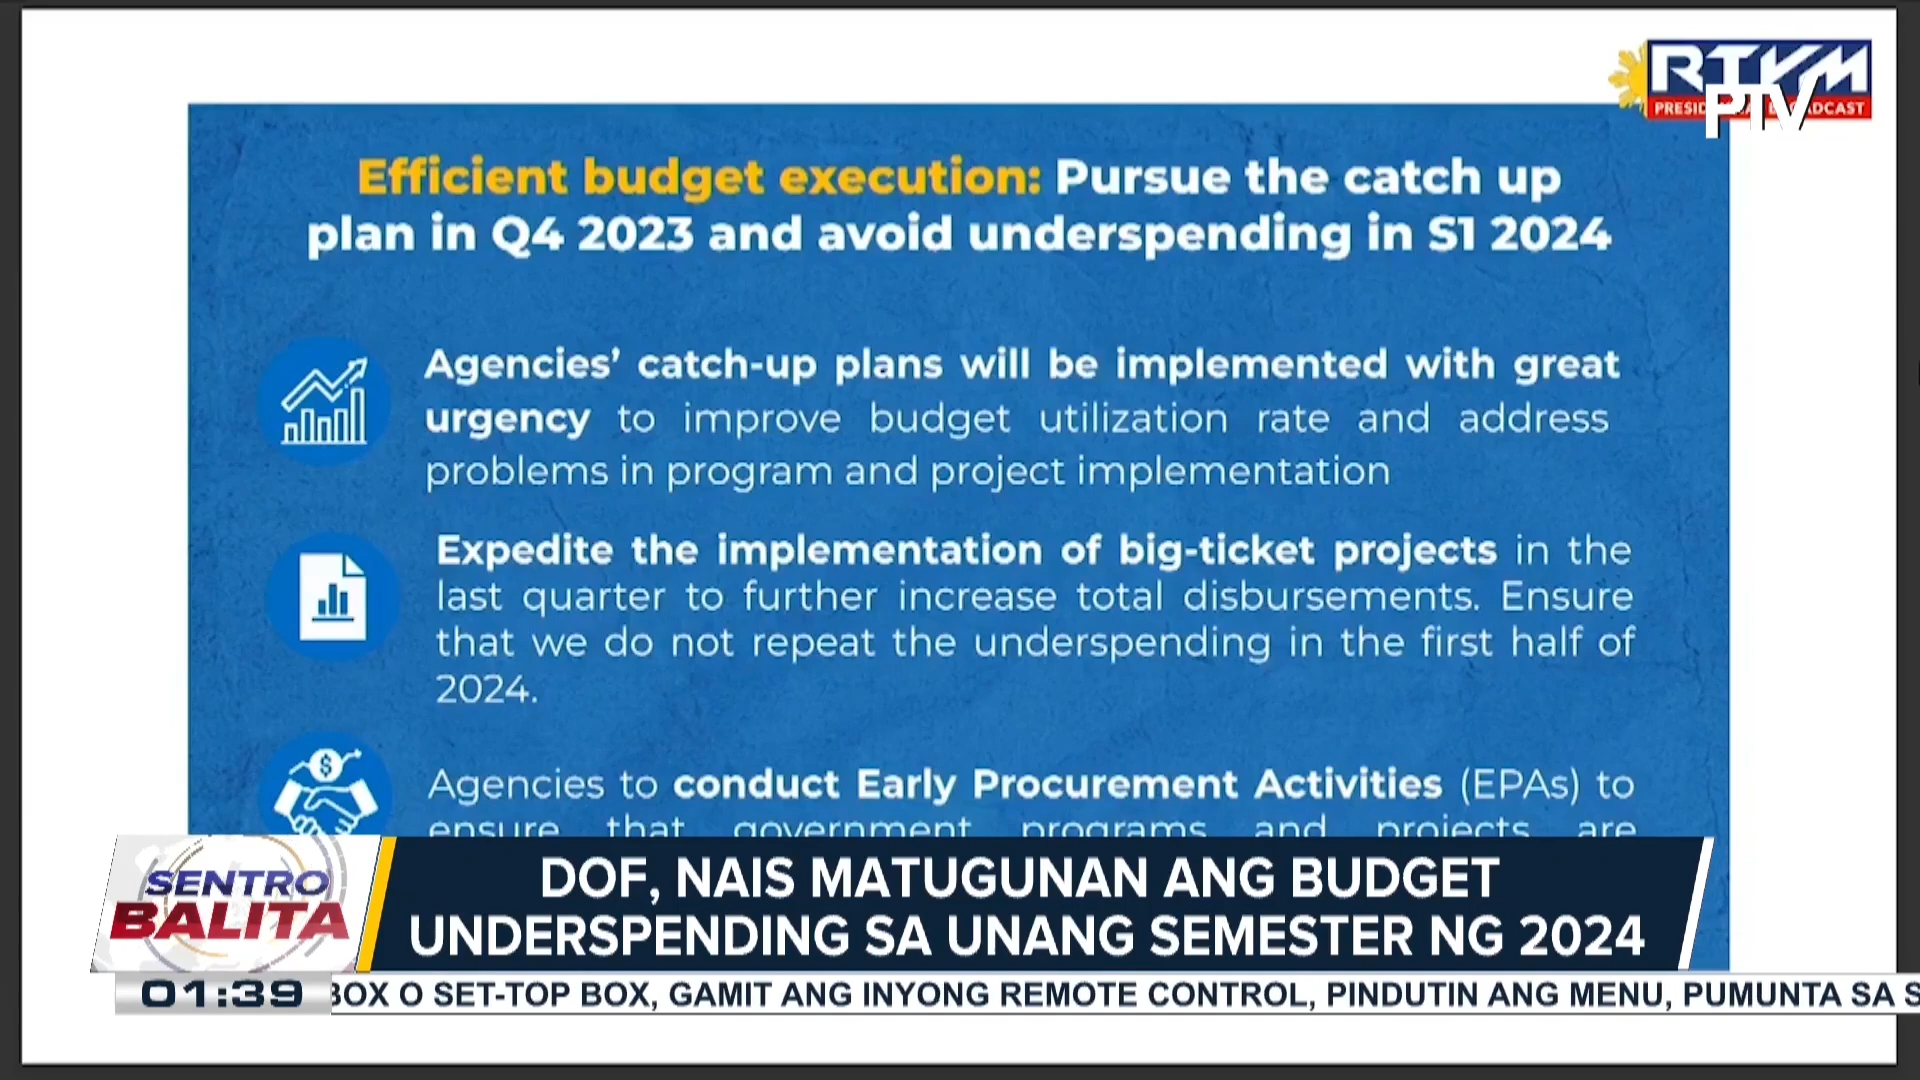 RTVM
PTV
Efficient budget execution: Pursue the catch up
plan in Q4 2023 and avoid underspending in S1 2024
Agencies' catch-up plans will be implemented with great
urgency to improve budget utilization rate and address
problems in program and project implementation
Expedite the implementation of big-ticket projects in the
last quarter to further increase total disbursements. Ensure
that we do not repeat the underspending in the first half of
2024.
$
Agencies to conduct Early Procurement Activities (EPAs) to
ensure that government programs and projects are
SENTRO
BALITA
DOF, NAIS MATUGUNAN ANG BUDGET
UNDERSPENDING SA UNANG SEMESTER NG 2024
01:39
BOX O SET-TOP BOX, GAMIT ANG INYONG REMOTE CONTROL, PINDUTIN ANG MENU, PUMUNTA SA